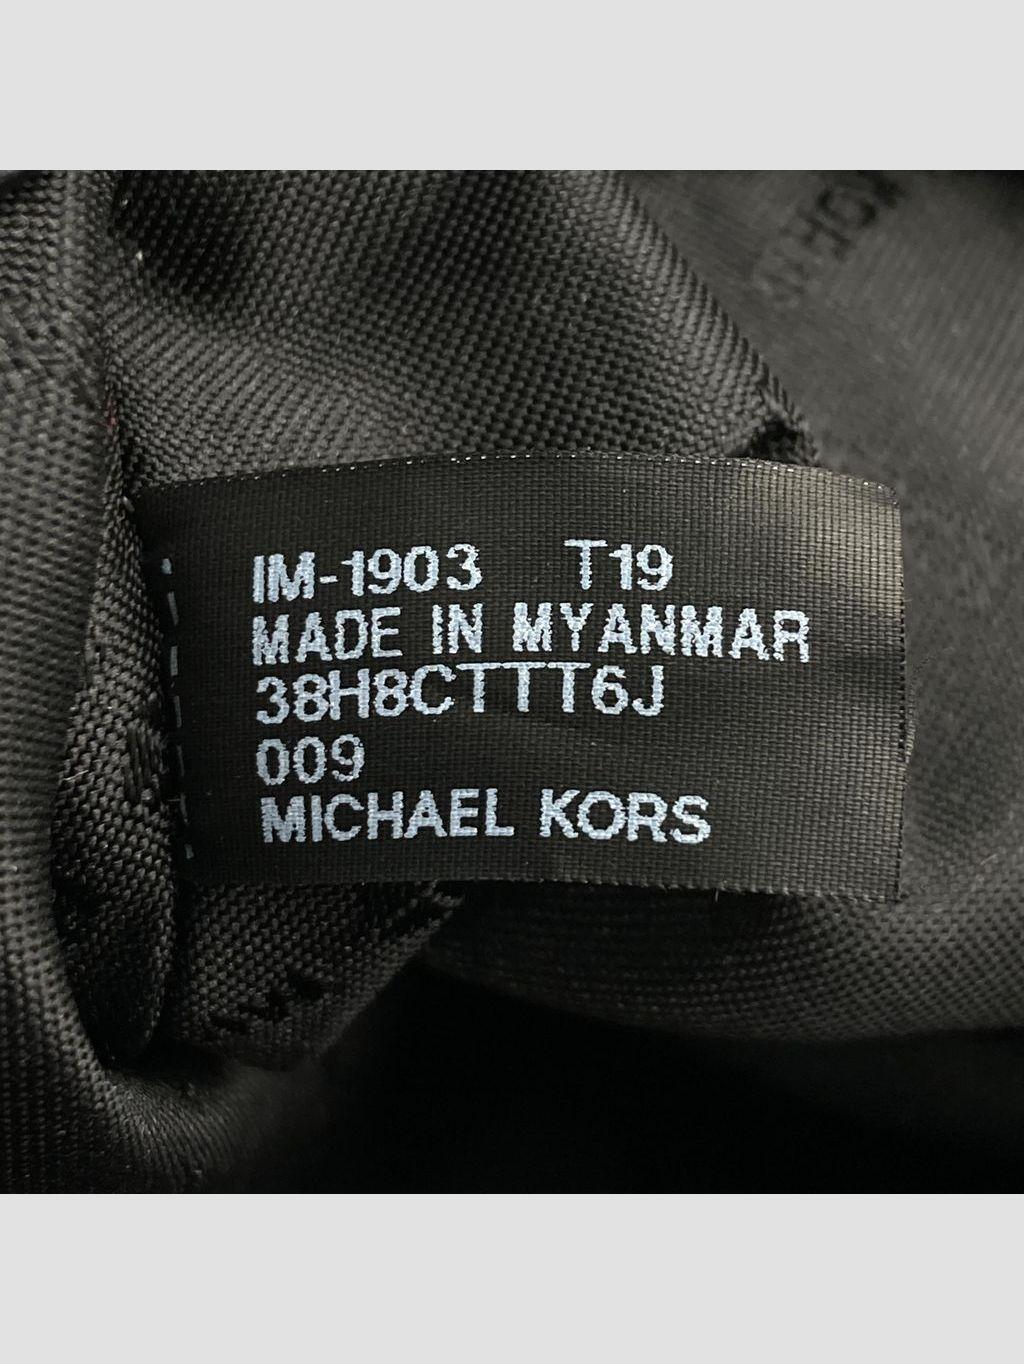 IM-1903 T19
MADE IN MYANMAR
38H8CTTT6J
009
MICHAEL KORS